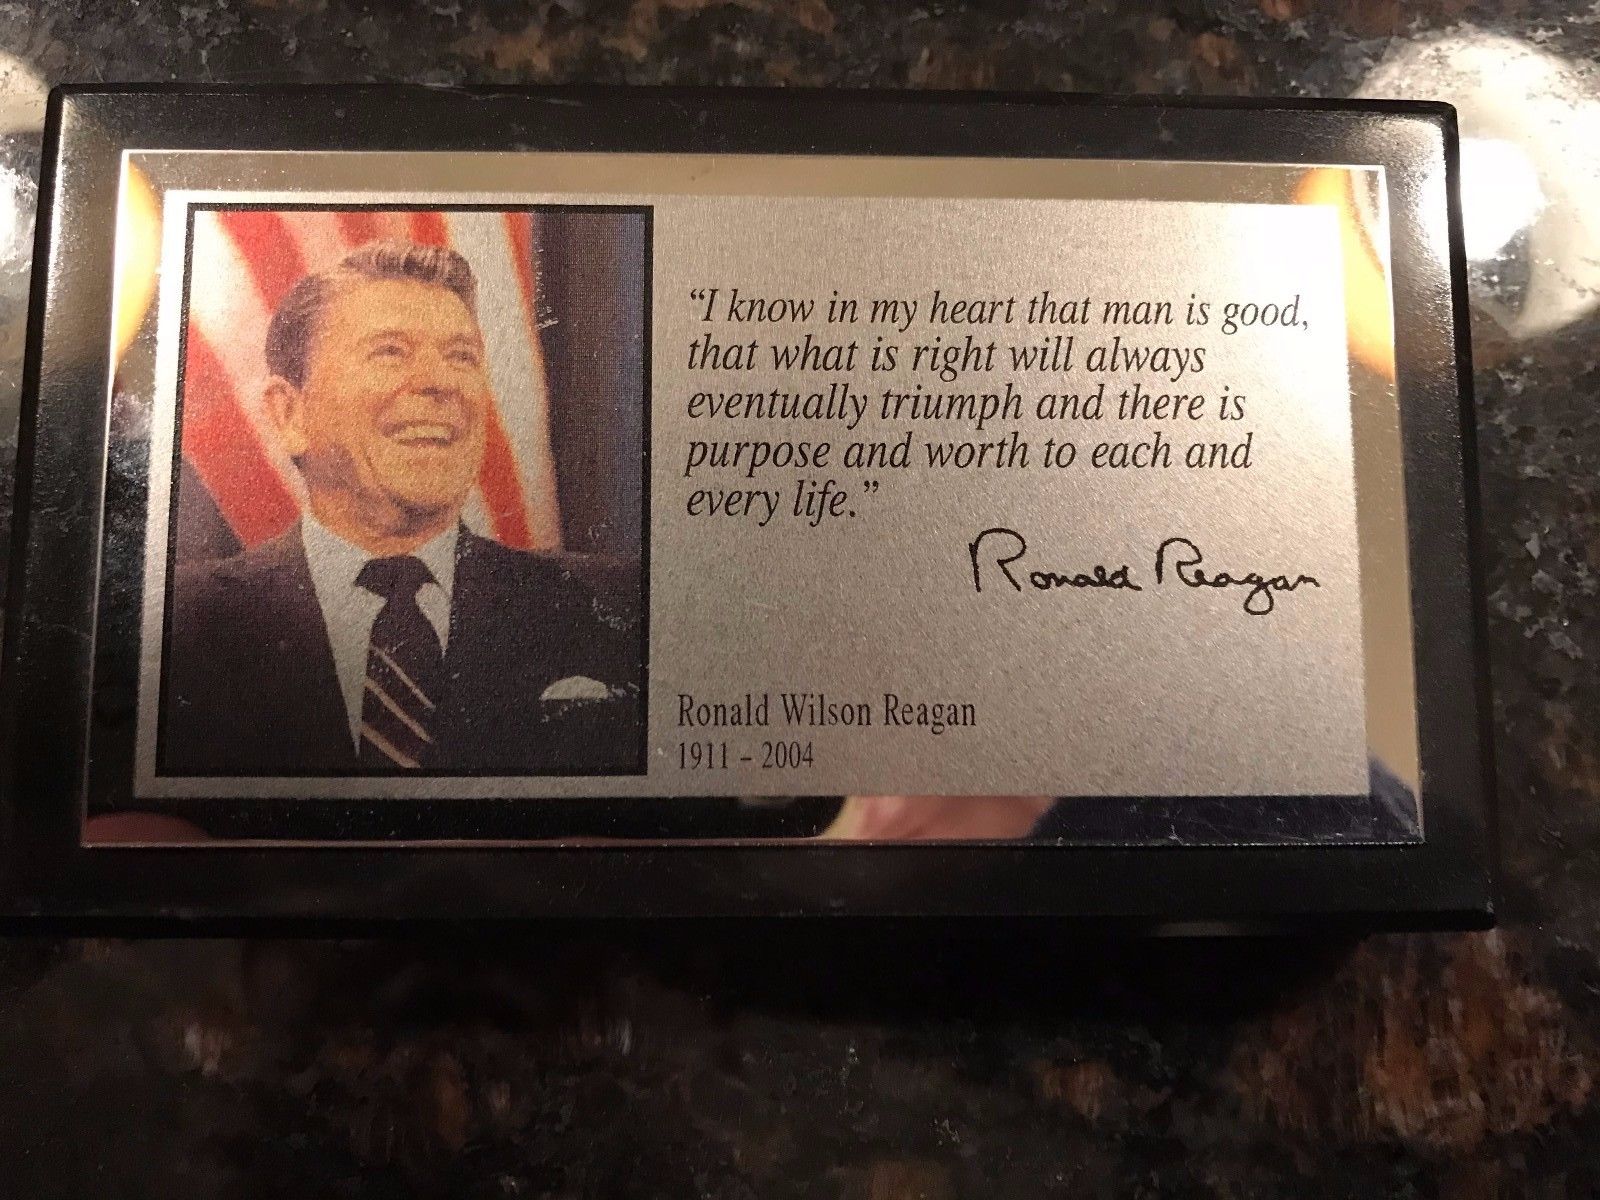 “I know in my heart that man is good,
that what is right will always
eventually triumph and there is
purpose and worth to each and
every life.”
Ronald Reagan
Ronald Wilson Reagan
1911 – 2004